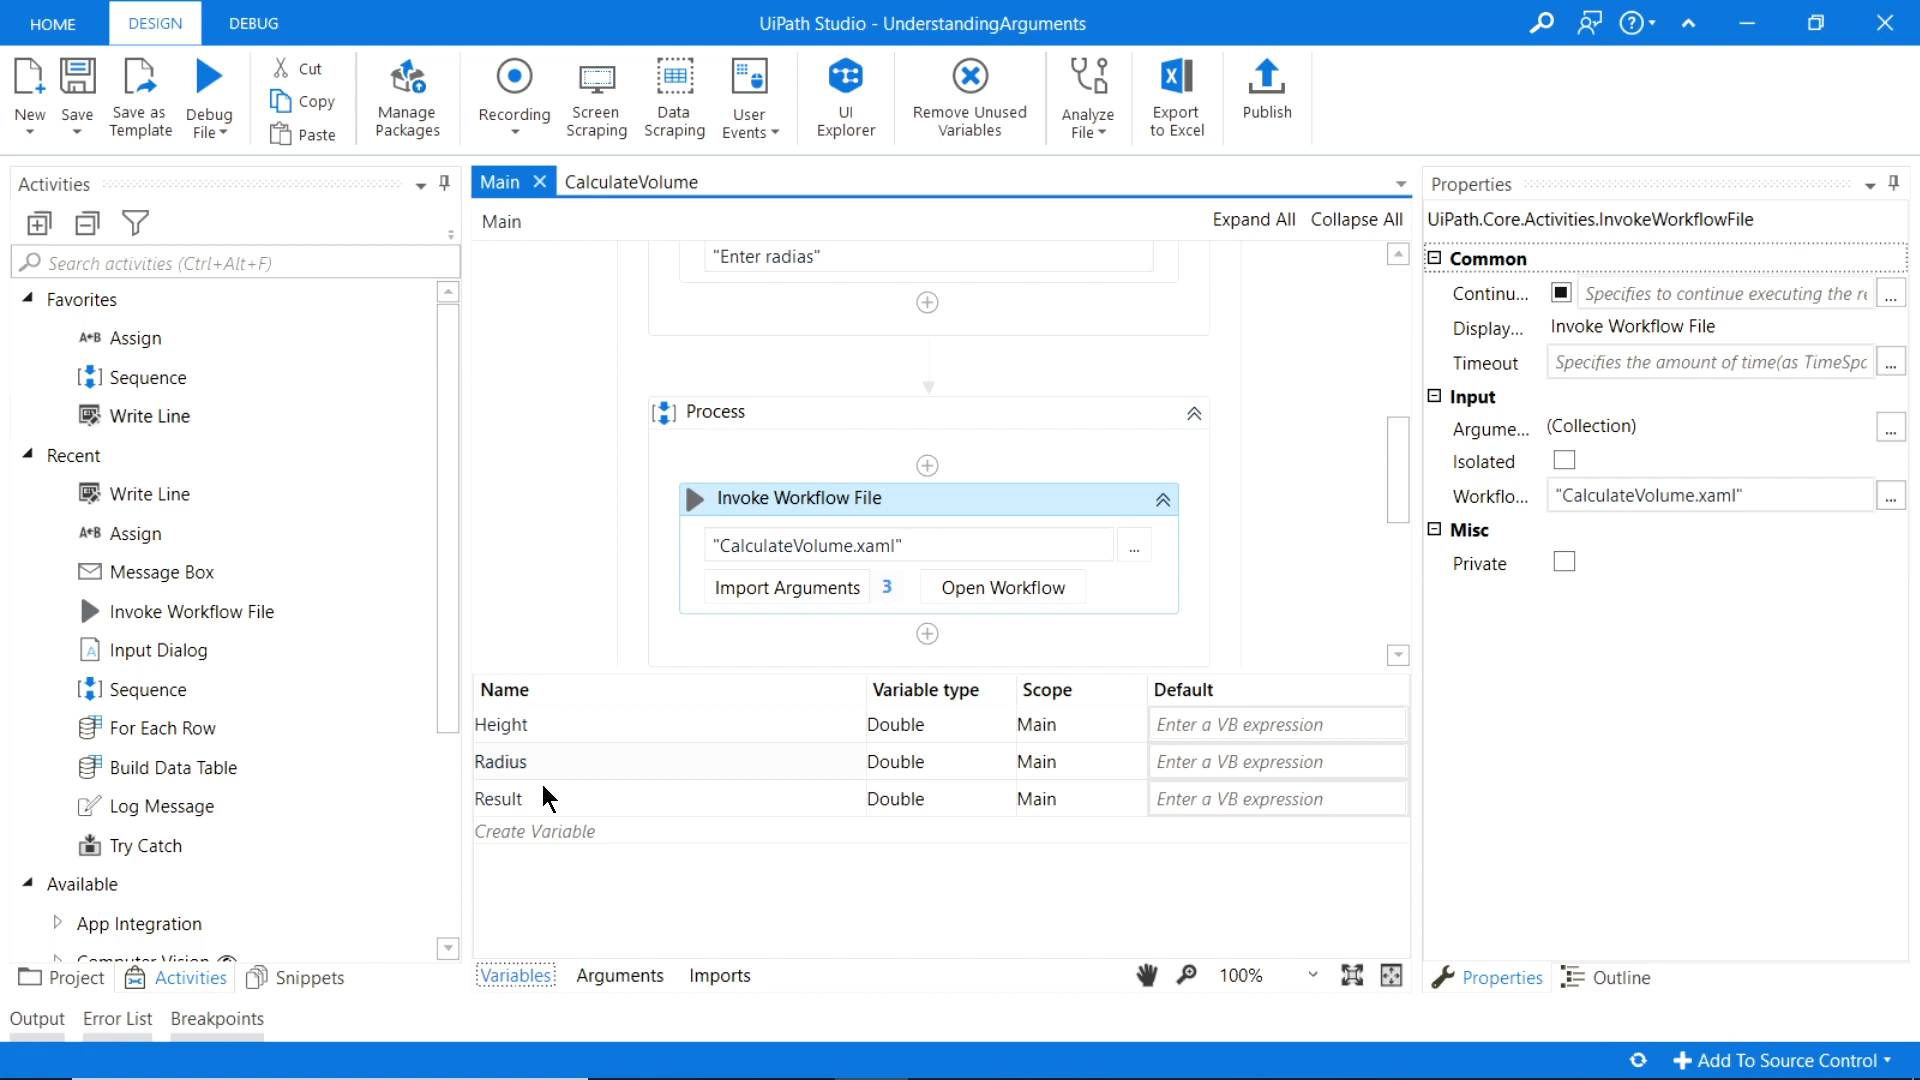 HOME DESIGN DEBUG UiPath Studio - UnderstandingArguments
New Save Save as Template Debug File
Cut
Copy
Paste
Manage Packages
Recording
Screen Scraping
Data Scraping
User Events
UI Explorer
Remove Unused Variables
Analyze File
Export to Excel
Publish
Activities
Search activities (Ctrl+Alt+F)
Favorites
Assign
Sequence
Write Line
Recent
Write Line
Assign
Message Box
Invoke Workflow File
Input Dialog
Sequence
For Each Row
Build Data Table
Log Message
Try Catch
Available
App Integration
Computer Vision
Project Activities Snippets
Main CalculateVolume
Main Expand All Collapse All
"Enter radias"
Process
Invoke Workflow File
"CalculateVolume.xaml" ...
Import Arguments 3 Open Workflow
Name Variable type Scope Default
Height Double Main Enter a VB expression
Radius Double Main Enter a VB expression
Result Double Main Enter a VB expression
Create Variable
Variables Arguments Imports 100%
Properties
UiPath.Core.Activities.InvokeWorkflowFile
Common
Continu... Specifies to continue executing the re ...
Display... Invoke Workflow File
Timeout Specifies the amount of time(as TimeSpa ...
Input
Argume... (Collection) ...
Isolated
Workflo... "CalculateVolume.xaml" ...
Misc
Private
Properties Outline
Output Error List Breakpoints
Add To Source Control